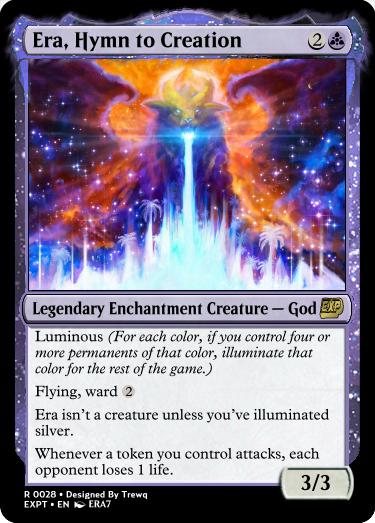 Era, Hymn to Creation 2
Legendary Enchantment Creature — God EXP
Luminous (For each color, if you control four or
more permanents of that color, illuminate that
color for the rest of the game.)
Flying, ward 2
Era isn't a creature unless you've illuminated
silver.
Whenever a token you control attacks, each
opponent loses 1 life.
3/3
R 0028 • Designed By Trewq
EXPT • EN ERA7